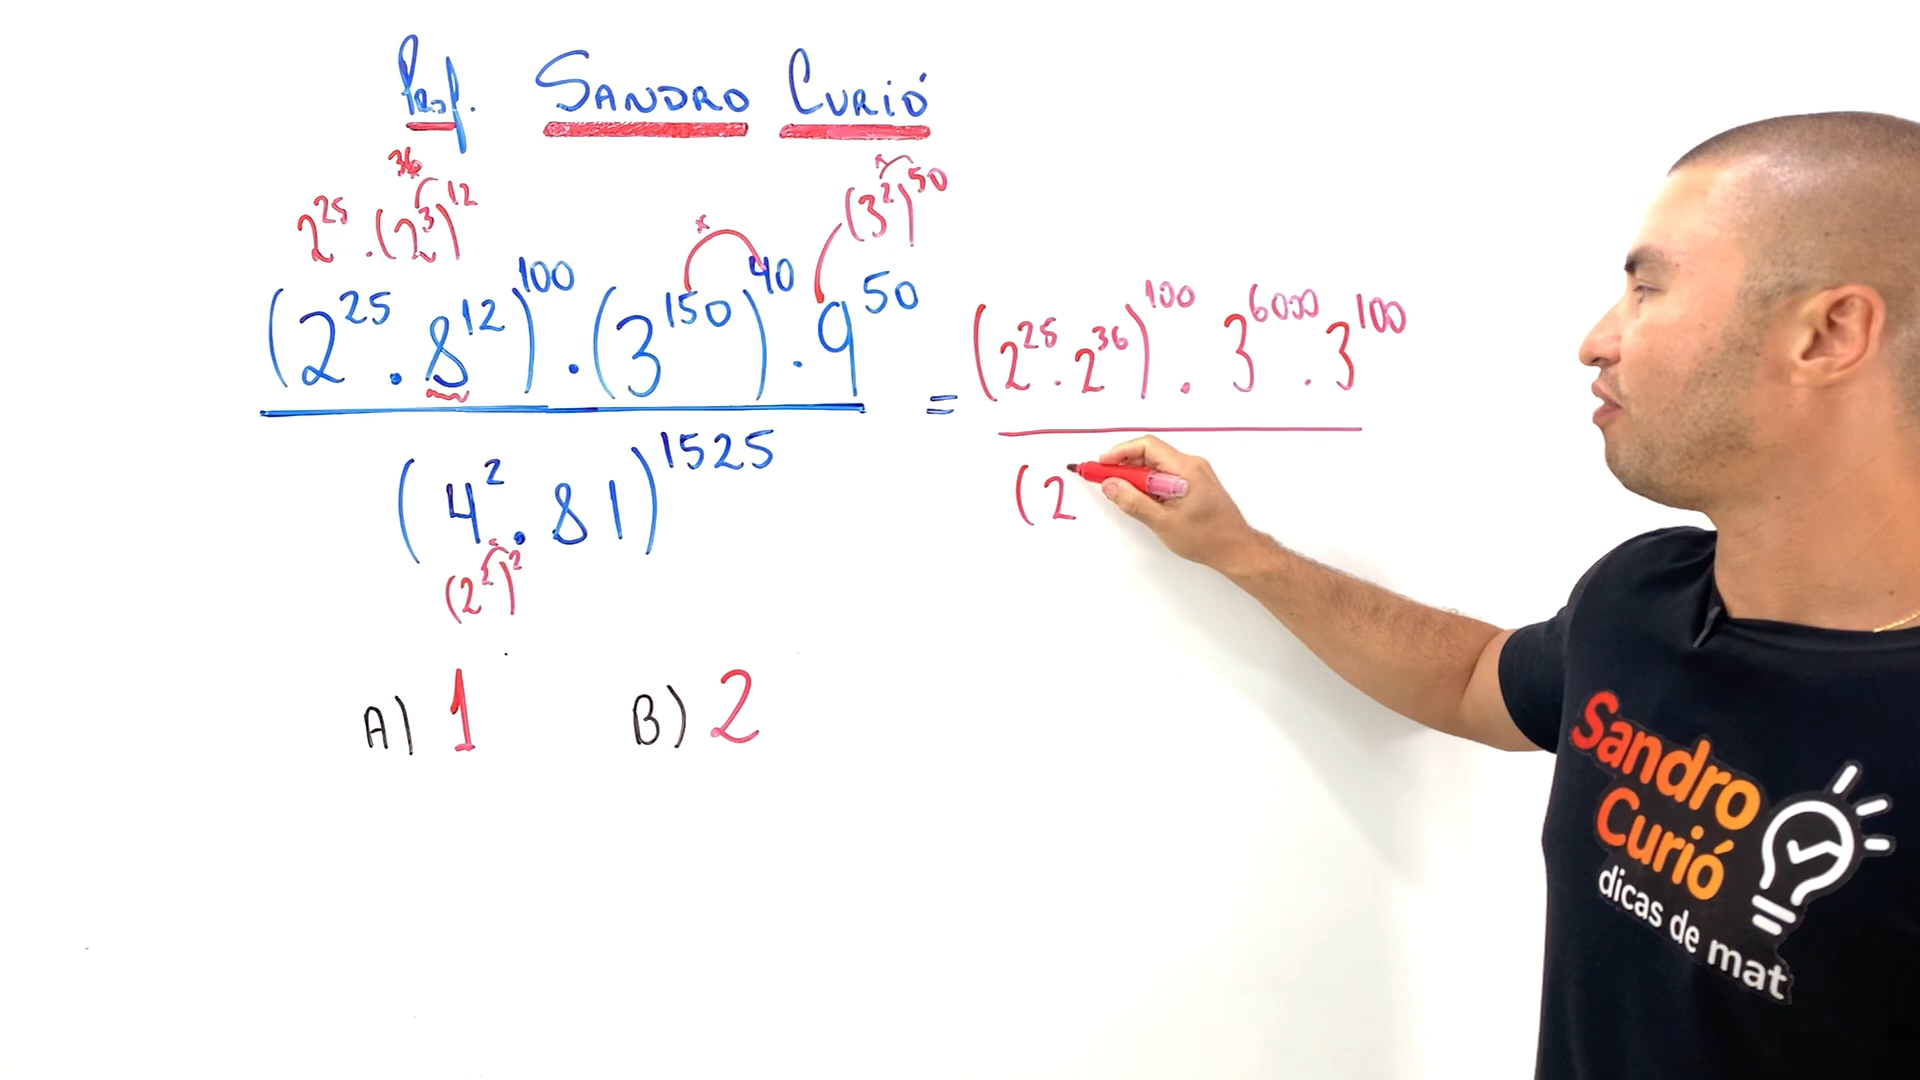 Prof. SANDRO CURIÓ
2²⁵ . (2³)¹² 36
(3²)⁵⁰ x
x
(2²⁵ . 8¹²)¹⁰⁰ . (3¹⁵⁰)⁴⁰ . 9⁵⁰
(4² . 81)¹⁵²⁵
(2²)²
= (2²⁵ . 2³⁶)¹⁰⁰ . 3⁶⁰⁰⁰ . 3¹⁰⁰
(2
A) 1 B) 2
Sandro
Curió
dicas de mat